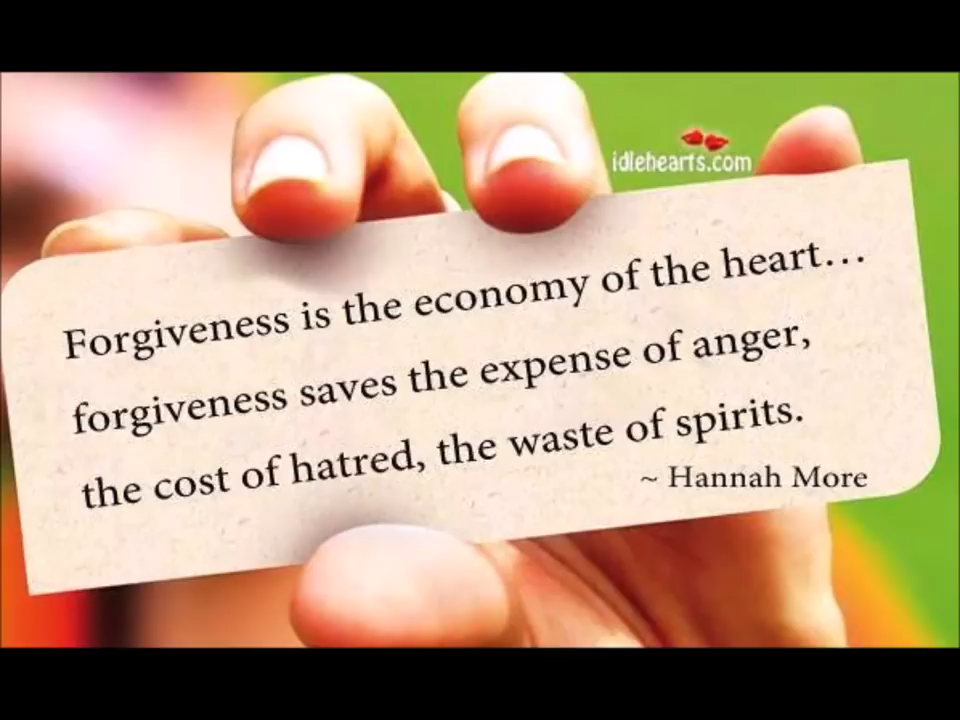 idlehearts.com
Forgiveness is the economy of the heart…
forgiveness saves the expense of anger,
the cost of hatred, the waste of spirits.
~ Hannah More